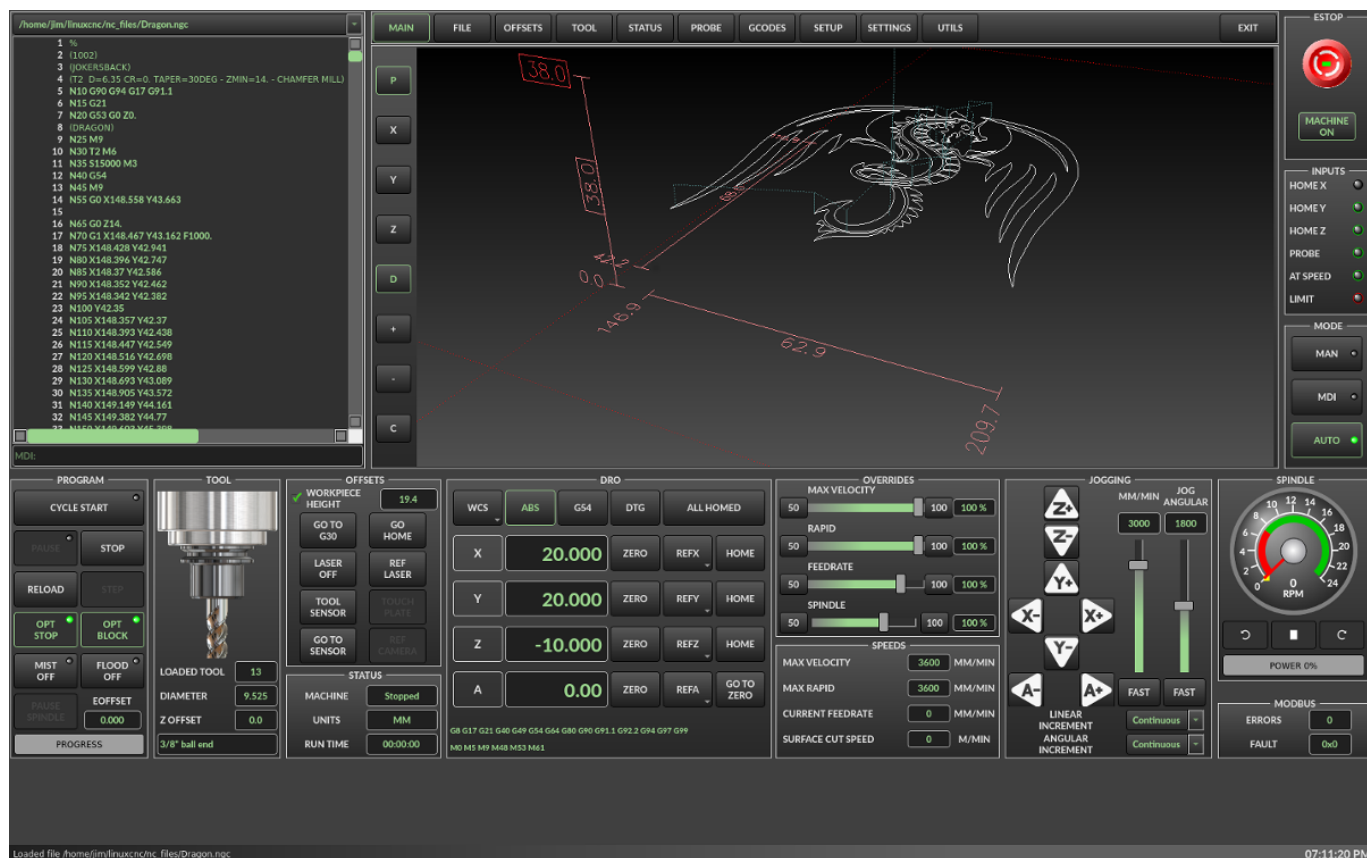 /home/jim/linuxcnc/nc_files/Dragon.ngc
1 %
2 (1002)
3 (JOKERSBACK)
4 (T2 D=6.35 CR=0. TAPER=30DEG - ZMIN=14. - CHAMFER MILL)
5 N10 G90 G94 G17 G91.1
6 N15 G21
7 N20 G53 G0 Z0.
8 (DRAGON)
9 N25 M9
10 N30 T2 M6
11 N35 S15000 M3
12 N40 G54
13 N45 M9
14 N55 G0 X148.558 Y43.663
15
16 N65 G0 Z14.
17 N70 G1 X148.467 Y43.162 F1000.
18 N75 X148.428 Y42.941
19 N80 X148.396 Y42.747
20 N85 X148.37 Y42.586
21 N90 X148.352 Y42.462
22 N95 X148.342 Y42.382
23 N100 Y42.35
24 N105 X148.357 Y42.37
25 N110 X148.393 Y42.438
26 N115 X148.447 Y42.549
27 N120 X148.516 Y42.698
28 N125 X148.599 Y42.88
29 N130 X148.693 Y43.089
30 N135 X148.905 Y43.572
31 N140 X149.149 Y44.161
32 N145 X149.382 Y44.77
MDI:
MAIN FILE OFFSETS TOOL STATUS PROBE GCODES SETUP SETTINGS UTILS EXIT
P
X
Y
Z
D
+
-
C
38.0
38.0
42.2
0.0
146.9
62.9
209.7
ESTOP
MACHINE
ON
INPUTS
HOME X
HOME Y
HOME Z
PROBE
AT SPEED
LIMIT
MODE
MAN
MDI
AUTO
PROGRAM
CYCLE START
PAUSE STOP
RELOAD STEP
OPT
STOP
OPT
BLOCK
MIST
OFF
FLOOD
OFF
PAUSE
SPINDLE
EOFFSET
0.000
PROGRESS
TOOL
LOADED TOOL 13
DIAMETER 9.525
Z OFFSET 0.0
3/8" ball end
OFFSETS
WORKPIECE
HEIGHT
19.4
GO TO
G30
GO
HOME
LASER
OFF
REF
LASER
TOOL
SENSOR
TOUCH
PLATE
GO TO
SENSOR
REF
CAMERA
STATUS
MACHINE Stopped
UNITS MM
RUN TIME 00:00:00
DRO
WCS ABS G54 DTG ALL HOMED
X 20.000 ZERO REFX HOME
Y 20.000 ZERO REFY HOME
Z -10.000 ZERO REFZ HOME
A 0.00 ZERO REFA GO TO
ZERO
G8 G17 G21 G40 G49 G54 G64 G80 G90 G91.1 G92.2 G94 G97 G99
M0 M5 M9 M48 M53 M61
OVERRIDES
MAX VELOCITY
50 100 100 %
RAPID
50 100 100 %
FEEDRATE
50 100 100 %
SPINDLE
50 100 100 %
SPEEDS
MAX VELOCITY 3600 MM/MIN
MAX RAPID 3600 MM/MIN
CURRENT FEEDRATE 0 MM/MIN
SURFACE CUT SPEED 0 M/MIN
JOGGING
Z+
Z-
Y+
X- X+
Y-
A- A+
MM/MIN
3000
JOG
ANGULAR
1800
FAST FAST
LINEAR
INCREMENT
Continuous
ANGULAR
INCREMENT
Continuous
SPINDLE
0 2 4 6 8 10 12 14 16 18 20 22 24
0
RPM
POWER 0%
MODBUS
ERRORS 0
FAULT 0x0
Loaded file /home/jim/linuxcnc/nc_files/Dragon.ngc
07:11:20 PM